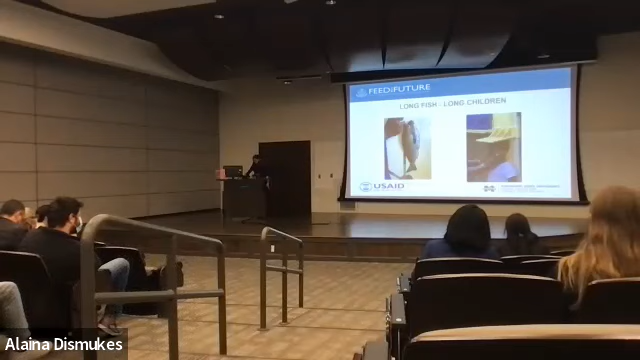 FEED THE FUTURE
LONG FISH - LONG CHILDREN
USAID
Alaina Dismukes